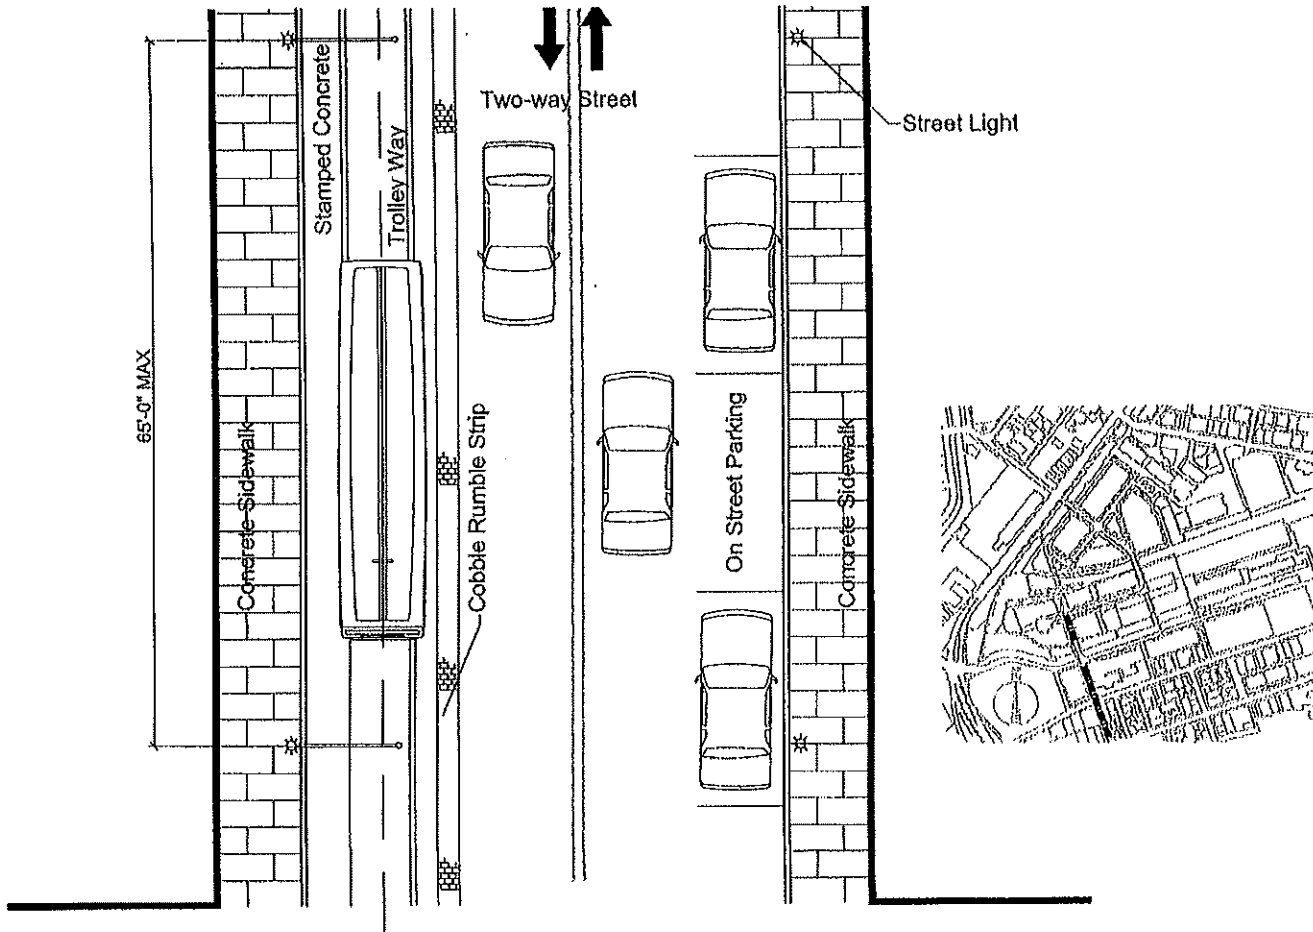 Two-way Street
Street Light
Stamped Concrete
Trolley Way
65'-0" MAX
Concrete Sidewalk
Cobble Rumble Strip
On Street Parking
Concrete Sidewalk